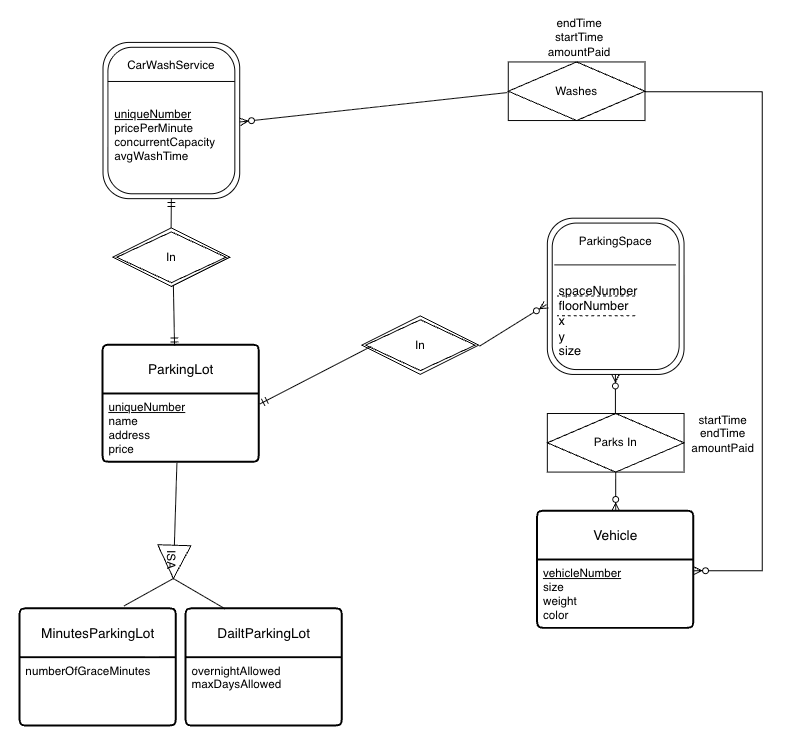 endTime
startTime
amountPaid
Washes
CarWashService
uniqueNumber
pricePerMinute
concurrentCapacity
avgWashTime
In
ParkingSpace
spaceNumber
floorNumber
x
y
size
In
ParkingLot
uniqueNumber
name
address
price
Parks In
startTime
endTime
amountPaid
Vehicle
vehicleNumber
size
weight
color
ISA
MinutesParkingLot
numberOfGraceMinutes
DailtParkingLot
overnightAllowed
maxDaysAllowed